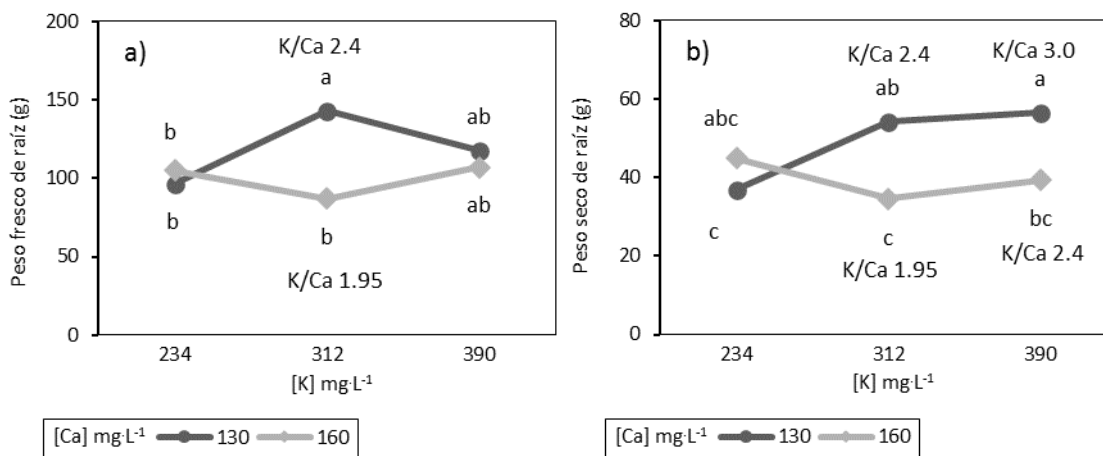 a)
K/Ca 2.4
Peso fresco de raíz (g)
200
150
100
50
0
b
a
ab
b
b
ab
K/Ca 1.95
234 312 390
[K] mg·L⁻¹
[Ca] mg·L⁻¹ 130 160
b)
K/Ca 2.4 K/Ca 3.0
Peso seco de raíz (g)
80
60
40
20
0
abc
ab
a
c
c
bc
K/Ca 1.95
K/Ca 2.4
234 312 390
[K] mg·L⁻¹
[Ca] mg·L⁻¹ 130 160